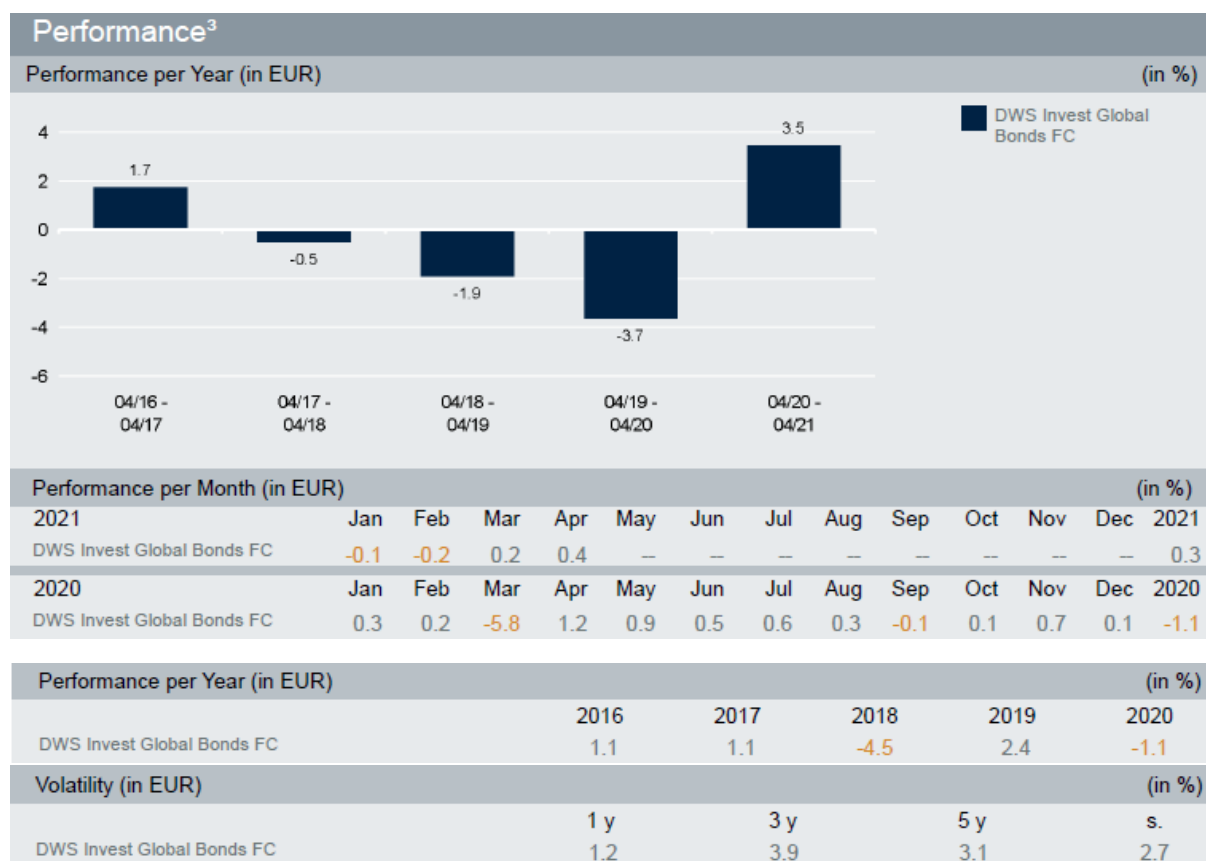 Performance³
Performance per Year (in EUR) (in %)
DWS Invest Global
Bonds FC
4
2
0
-2
-4
-6
1.7
-0.5
-1.9
-3.7
3.5
04/16 - 04/17 - 04/18 - 04/19 - 04/20 -
04/17 04/18 04/19 04/20 04/21
Performance per Month (in EUR) (in %)
2021 Jan Feb Mar Apr May Jun Jul Aug Sep Oct Nov Dec 2021
DWS Invest Global Bonds FC -0.1 -0.2 0.2 0.4 -- -- -- -- -- -- -- -- 0.3
2020 Jan Feb Mar Apr May Jun Jul Aug Sep Oct Nov Dec 2020
DWS Invest Global Bonds FC 0.3 0.2 -5.8 1.2 0.9 0.5 0.6 0.3 -0.1 0.1 0.7 0.1 -1.1
Performance per Year (in EUR) (in %)
2016 2017 2018 2019 2020
DWS Invest Global Bonds FC 1.1 1.1 -4.5 2.4 -1.1
Volatility (in EUR) (in %)
1 y 3 y 5 y s.
DWS Invest Global Bonds FC 1.2 3.9 3.1 2.7